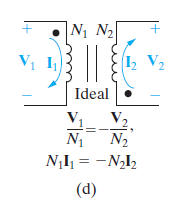 + N₁ N₂ +
V₁ I₁ I₂ V₂
− Ideal −
V₁/N₁ = −V₂/N₂,
N₁I₁ = −N₂I₂
(d)